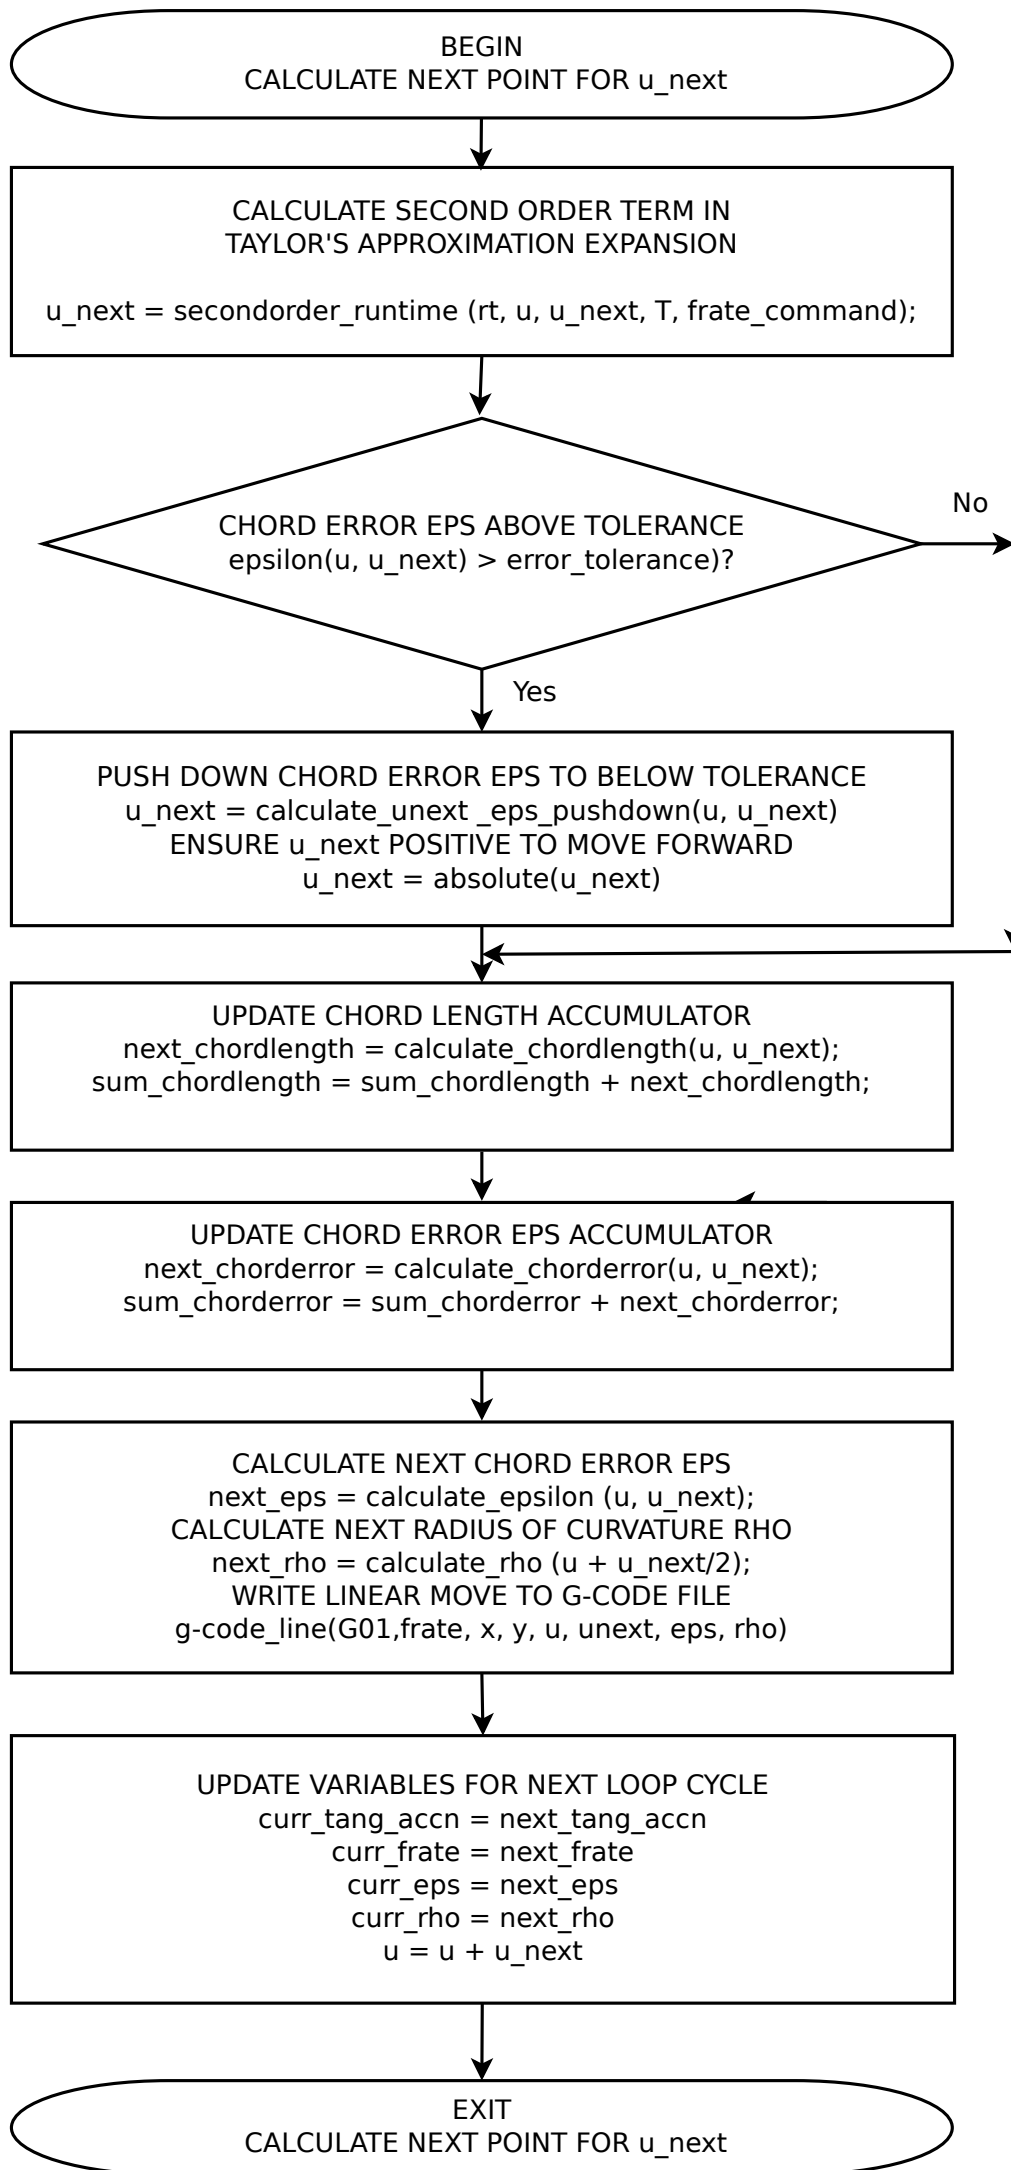 BEGIN
CALCULATE NEXT POINT FOR u_next
CALCULATE SECOND ORDER TERM IN
TAYLOR'S APPROXIMATION EXPANSION
u_next = secondorder_runtime (rt, u, u_next, T, frate_command);
CHORD ERROR EPS ABOVE TOLERANCE
epsilon(u, u_next) > error_tolerance)?
No
Yes
PUSH DOWN CHORD ERROR EPS TO BELOW TOLERANCE
u_next = calculate_unext _eps_pushdown(u, u_next)
ENSURE u_next POSITIVE TO MOVE FORWARD
u_next = absolute(u_next)
UPDATE CHORD LENGTH ACCUMULATOR
next_chordlength = calculate_chordlength(u, u_next);
sum_chordlength = sum_chordlength + next_chordlength;
UPDATE CHORD ERROR EPS ACCUMULATOR
next_chorderror = calculate_chorderror(u, u_next);
sum_chorderror = sum_chorderror + next_chorderror;
CALCULATE NEXT CHORD ERROR EPS
next_eps = calculate_epsilon (u, u_next);
CALCULATE NEXT RADIUS OF CURVATURE RHO
next_rho = calculate_rho (u + u_next/2);
WRITE LINEAR MOVE TO G-CODE FILE
g-code_line(G01,frate, x, y, u, unext, eps, rho)
UPDATE VARIABLES FOR NEXT LOOP CYCLE
curr_tang_accn = next_tang_accn
curr_frate = next_frate
curr_eps = next_eps
curr_rho = next_rho
u = u + u_next
EXIT
CALCULATE NEXT POINT FOR u_next